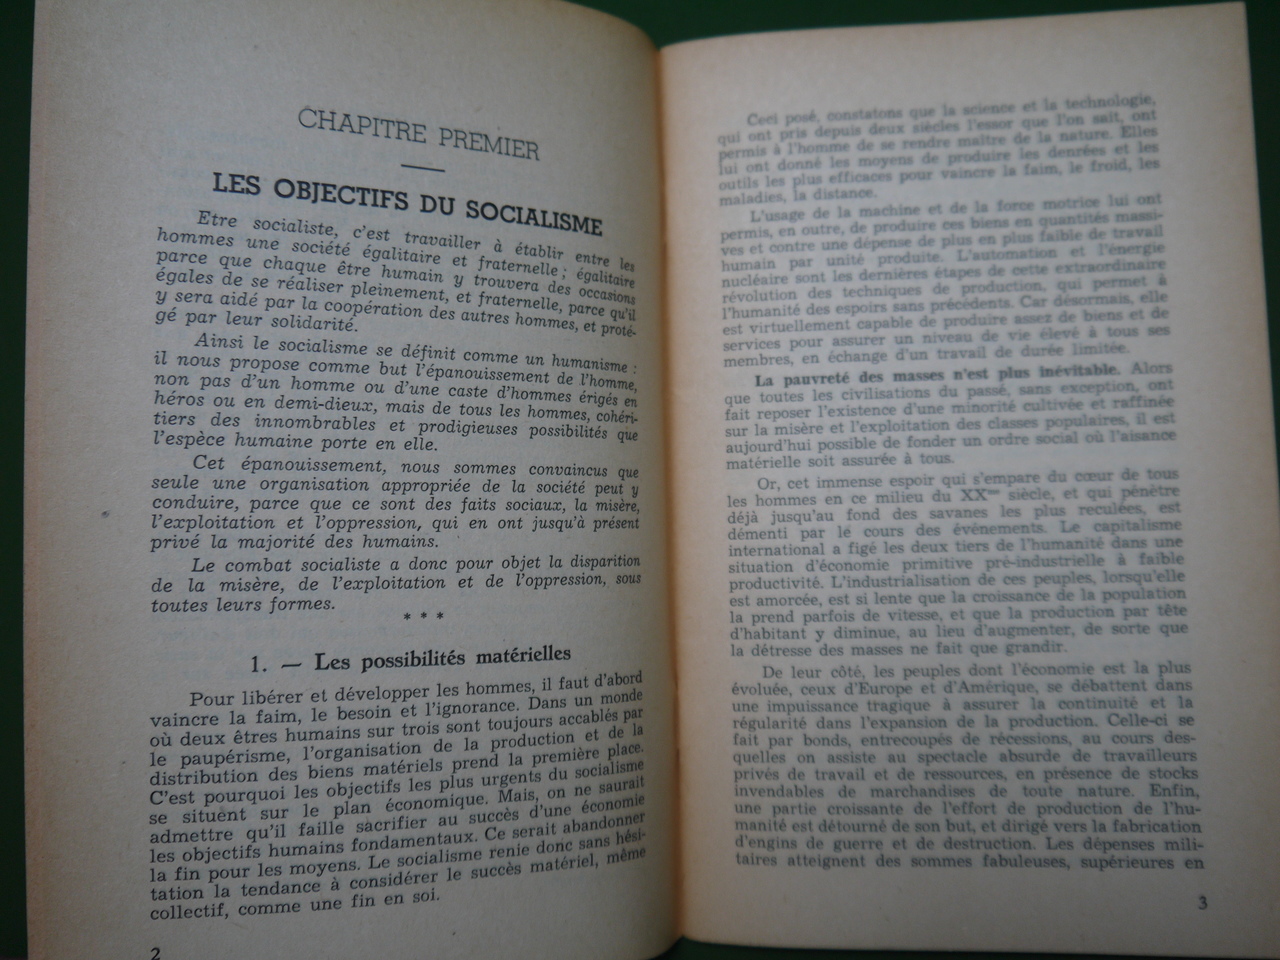 CHAPITRE PREMIER
LES OBJECTIFS DU SOCIALISME
Etre socialiste, c'est travailler à établir entre les
hommes une société égalitaire et fraternelle ; égalitaire
parce que chaque être humain y trouvera des occasions
égales de se réaliser pleinement, et fraternelle, parce qu'il
y sera aidé par la coopération des autres hommes, et proté-
gé par leur solidarité.
Ainsi le socialisme se définit comme un humanisme :
il nous propose comme but l'épanouissement de l'homme,
non pas d'un homme ou d'une caste d'hommes érigés en
héros ou en demi-dieux, mais de tous les hommes, cohéri-
tiers des innombrables et prodigieuses possibilités que
l'espèce humaine porte en elle.
Cet épanouissement, nous sommes convaincus que
seule une organisation appropriée de la société peut y
conduire, parce que ce sont des faits sociaux, la misère,
l'exploitation et l'oppression, qui en ont jusqu'à présent
privé la majorité des humains.
Le combat socialiste a donc pour objet la disparition
de la misère, de l'exploitation et de l'oppression, sous
toutes leurs formes.
* * *
1. — Les possibilités matérielles
Pour libérer et développer les hommes, il faut d'abord
vaincre la faim, le besoin et l'ignorance. Dans un monde
où deux êtres humains sur trois sont toujours accablés par
le paupérisme, l'organisation de la production et de la
distribution des biens matériels prend la première place.
C'est pourquoi les objectifs les plus urgents du socialisme
se situent sur le plan économique. Mais, on ne saurait
admettre qu'il faille sacrifier au succès d'une économie
les objectifs humains fondamentaux. Ce serait abandonner
la fin pour les moyens. Le socialisme renie donc sans hési-
tation la tendance à considérer le succès matériel, même
collectif, comme une fin en soi.
2
Ceci posé, constatons que la science et la technologie,
qui ont pris depuis deux siècles l'essor que l'on sait, ont
permis à l'homme de se rendre maître de la nature. Elles
lui ont donné les moyens de produire les denrées et les
outils les plus efficaces pour vaincre la faim, le froid, les
maladies, la distance.
L'usage de la machine et de la force motrice lui ont
permis, en outre, de produire ces biens en quantités massi-
ves et contre une dépense de plus en plus faible de travail
humain par unité produite. L'automation et l'énergie
nucléaire sont les dernières étapes de cette extraordinaire
révolution des techniques de production, qui permet à
l'humanité des espoirs sans précédents. Car désormais, elle
est virtuellement capable de produire assez de biens et de
services pour assurer un niveau de vie élevé à tous ses
membres, en échange d'un travail de durée limitée.
La pauvreté des masses n'est plus inévitable. Alors
que toutes les civilisations du passé, sans exception, ont
fait reposer l'existence d'une minorité cultivée et raffinée
sur la misère et l'exploitation des classes populaires, il est
aujourd'hui possible de fonder un ordre social où l'aisance
matérielle soit assurée à tous.
Or, cet immense espoir qui s'empare du cœur de tous
les hommes en ce milieu du XXme siècle, et qui pénètre
déjà jusqu'au fond des savanes les plus reculées, est
démenti par le cours des événements. Le capitalisme
international a figé les deux tiers de l'humanité dans une
situation d'économie primitive pré-industrielle à faible
productivité. L'industrialisation de ces peuples, lorsqu'elle
est amorcée, est si lente que la croissance de la population
la prend parfois de vitesse, et que la production par tête
d'habitant y diminue, au lieu d'augmenter, de sorte que
la détresse des masses ne fait que grandir.
De leur côté, les peuples dont l'économie est la plus
évoluée, ceux d'Europe et d'Amérique, se débattent dans
une impuissance tragique à assurer la continuité et la
régularité dans l'expansion de la production. Celle-ci se
fait par bonds, entrecoupés de récessions, au cours des-
quelles on assiste au spectacle absurde de travailleurs
privés de travail et de ressources, en présence de stocks
invendables de marchandises de toute nature. Enfin,
une partie croissante de l'effort de production de l'hu-
manité est détourné de son but, et dirigé vers la fabrication
d'engins de guerre et de destruction. Les dépenses mili-
taires atteignent des sommes fabuleuses, supérieures en
3